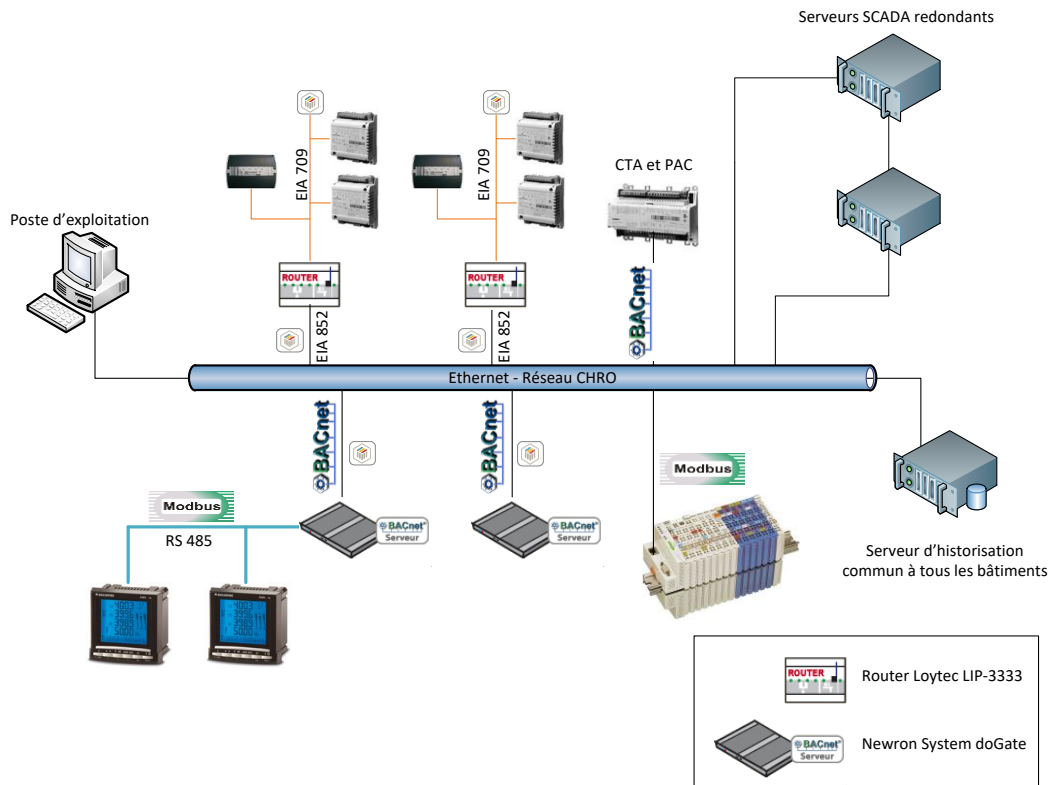 Serveurs SCADA redondants
EIA 709
EIA 709
CTA et PAC
Poste d'exploitation
ROUTER
ROUTER
BACnet
EIA 852
EIA 852
Ethernet - Réseau CHRO
BACnet
BACnet
Modbus
Modbus
RS 485
BACnet
Serveur
BACnet
Serveur
Serveur d'historisation
commun à tous les bâtiments
ROUTER
Router Loytec LIP-3333
BACnet
Serveur
Newron System doGate